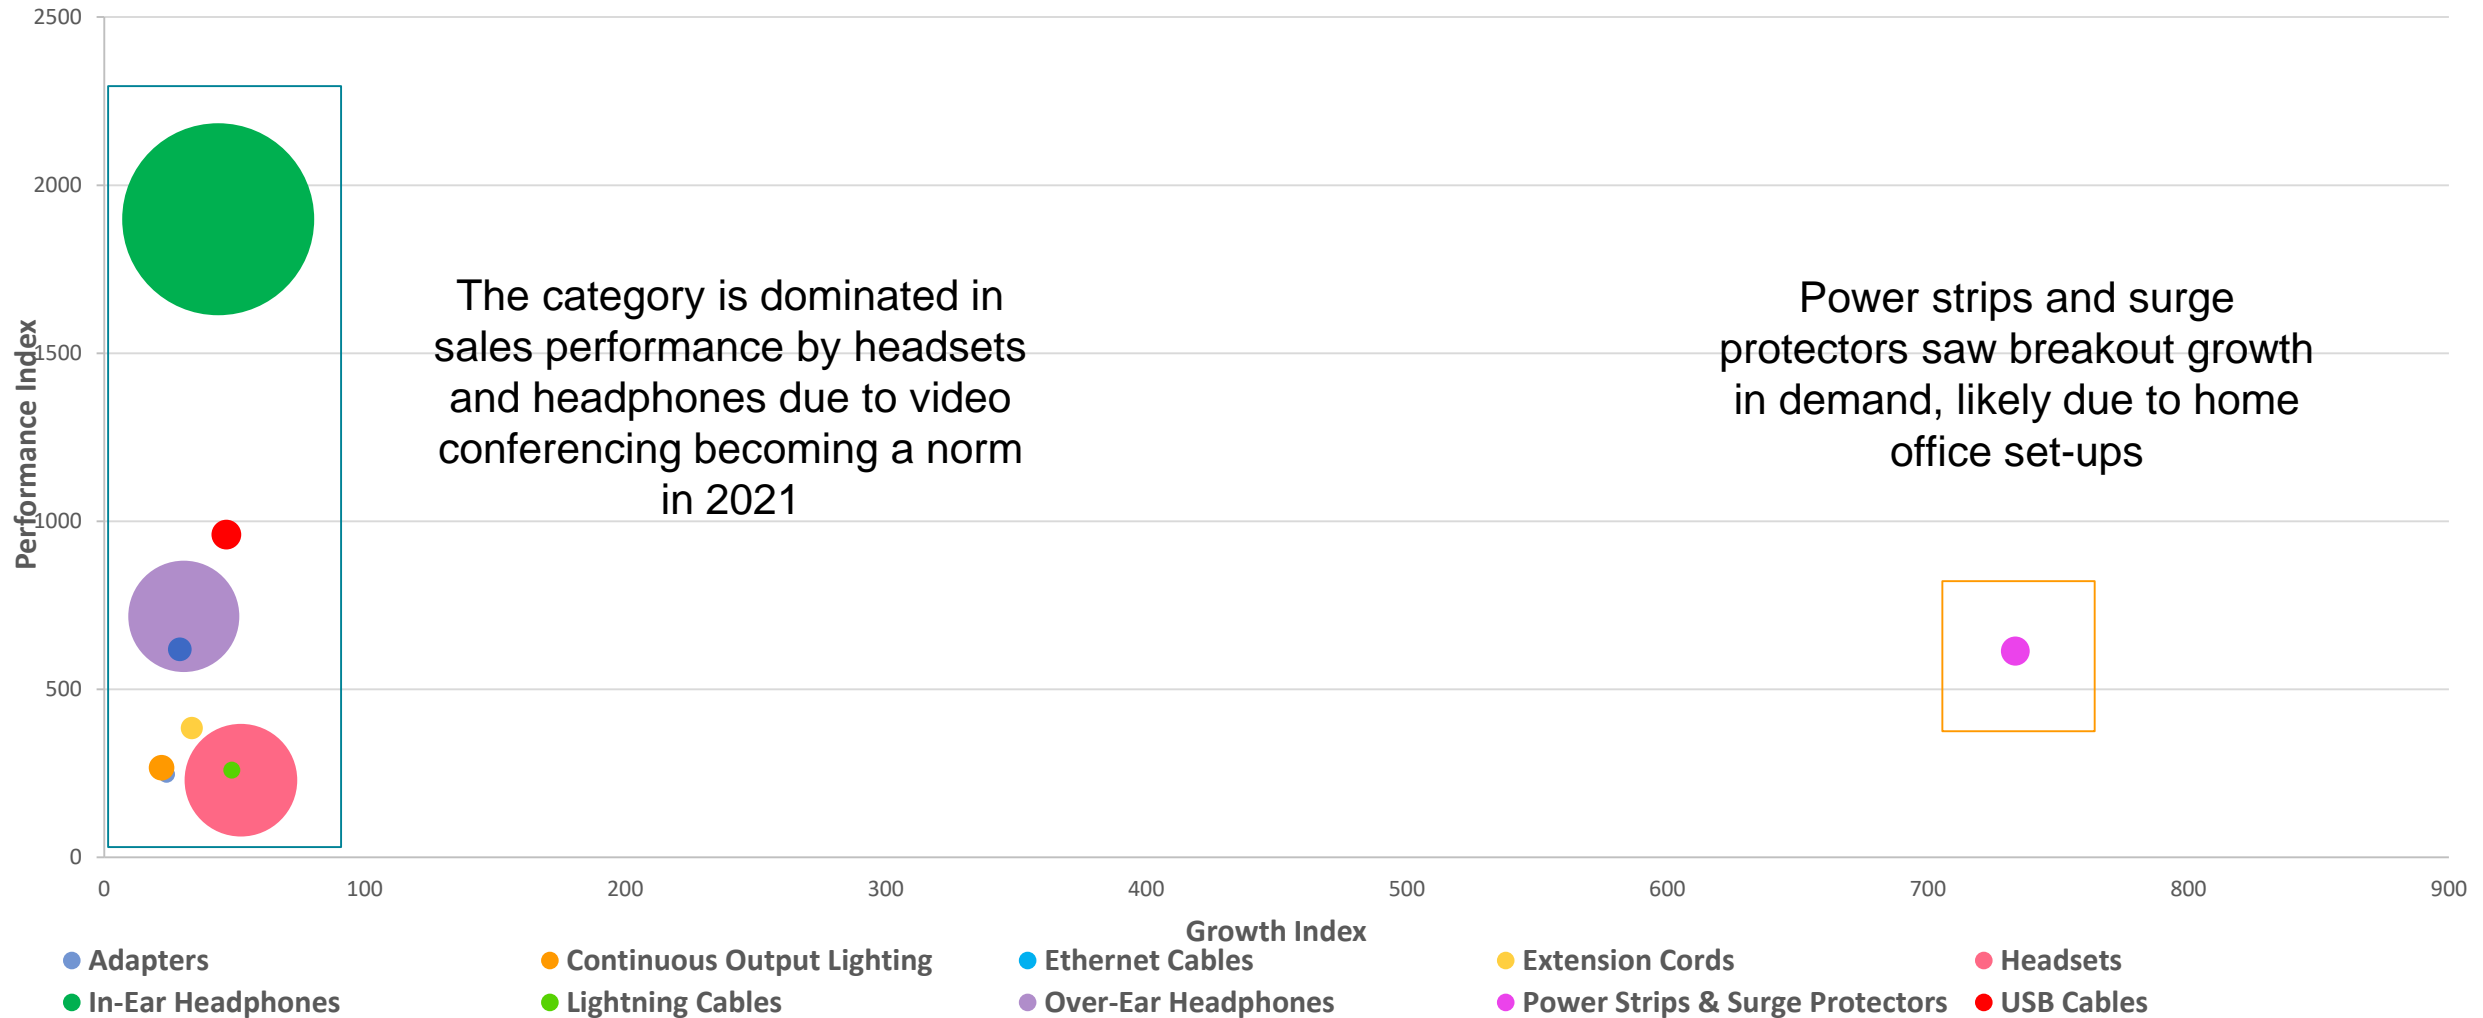 2500
2000
1500
1000
500
0
Performance Index
The category is dominated in
sales performance by headsets
and headphones due to video
conferencing becoming a norm
in 2021
Power strips and surge
protectors saw breakout growth
in demand, likely due to home
office set-ups
0 100 200 300 400 500 600 700 800 900
Growth Index
Adapters Continuous Output Lighting Ethernet Cables Extension Cords Headsets
In-Ear Headphones Lightning Cables Over-Ear Headphones Power Strips & Surge Protectors USB Cables